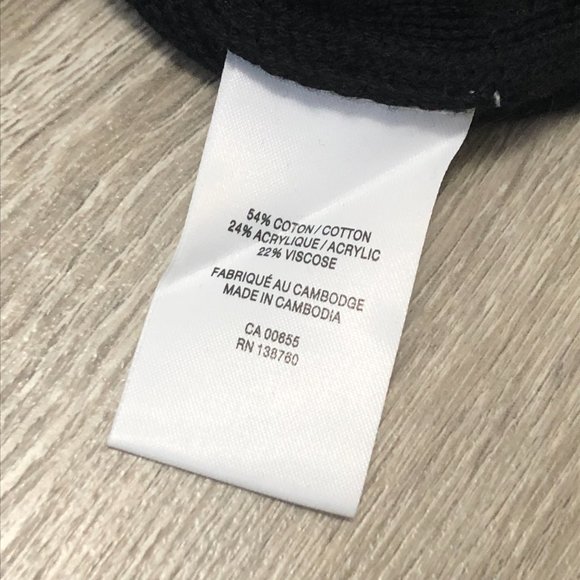 54% COTON / COTTON
24% ACRYLIQUE / ACRYLIC
22% VISCOSE
FABRIQUÉ AU CAMBODGE
MADE IN CAMBODIA
CA 00655
RN 138760